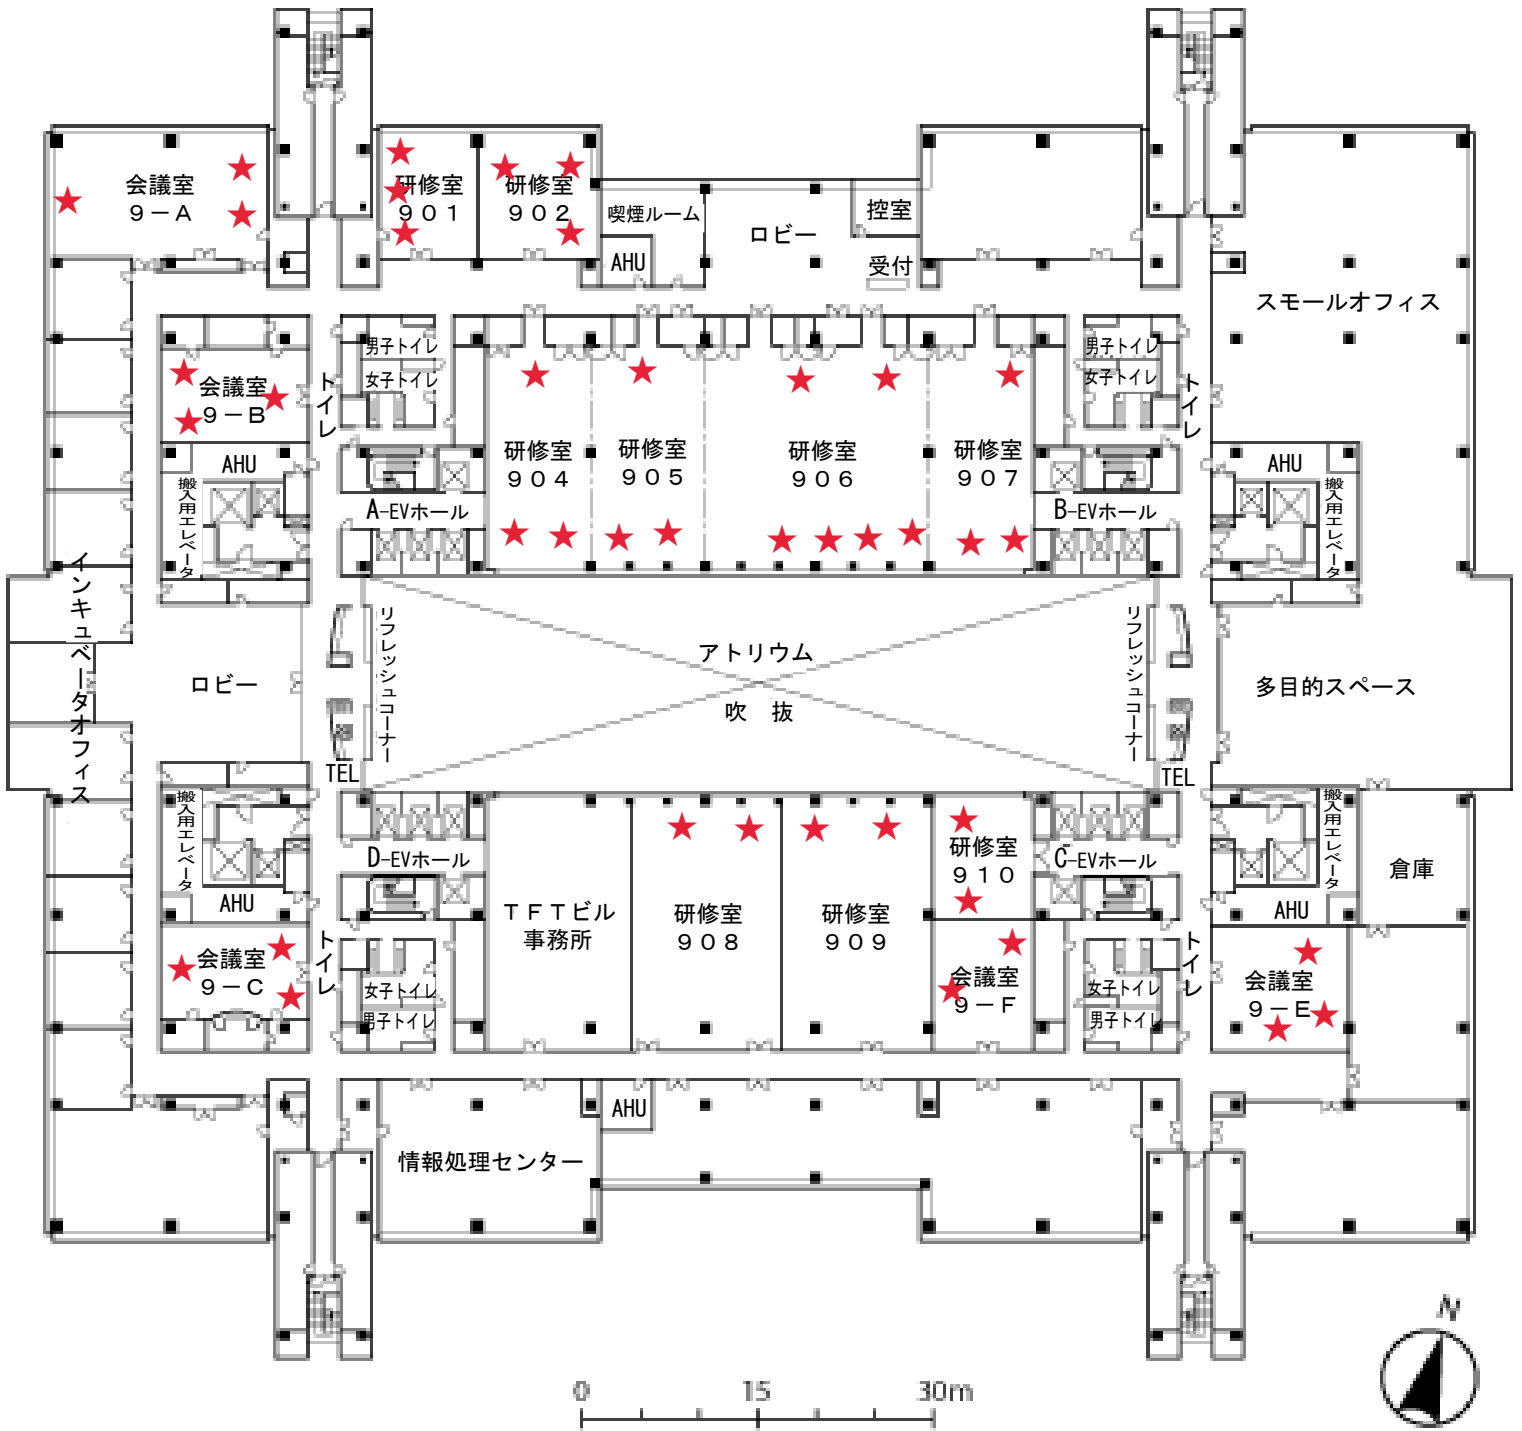 会議室
９－Ａ
研修室
９０１
研修室
９０２
喫煙ルーム
AHU
ロビー
控室
受付
スモールオフィス
会議室
９－Ｂ
トイレ
男子トイレ
女子トイレ
男子トイレ
女子トイレ
トイレ
研修室
９０４
研修室
９０５
研修室
９０６
研修室
９０７
AHU
搬入用エレベータ
A-EVホール
B-EVホール
AHU
搬入用エレベータ
インキュベータオフィス
ロビー
リフレッシュコーナー
アトリウム
吹　抜
リフレッシュコーナー
多目的スペース
TEL
TEL
搬入用エレベータ
AHU
D-EVホール
C-EVホール
搬入用エレベータ
AHU
倉庫
ＴＦＴビル
事務所
研修室
９０８
研修室
９０９
研修室
９１０
会議室
９－Ｃ
トイレ
女子トイレ
男子トイレ
会議室
９－Ｆ
女子トイレ
男子トイレ
トイレ
会議室
９－Ｅ
AHU
情報処理センター
N
0 15 30m